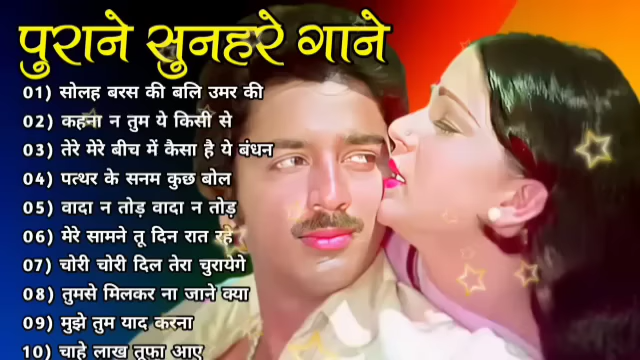 पुराने सुनहरे गाने
01) सोलह बरस की बलि उमर की
02) कहना न तुम ये किसी से
03) तेरे मेरे बीच में कैसा है ये बंधन
04) पत्थर के सनम कुछ बोल
05) वादा न तोड़ वादा न तोड़
06) मेरे सामने तू दिन रात रहे
07) चोरी चोरी दिल तेरा चुरायेगे
08) तुमसे मिलकर ना जाने क्या
09) मुझे तुम याद करना
10) चाहे लाख तूफा आए